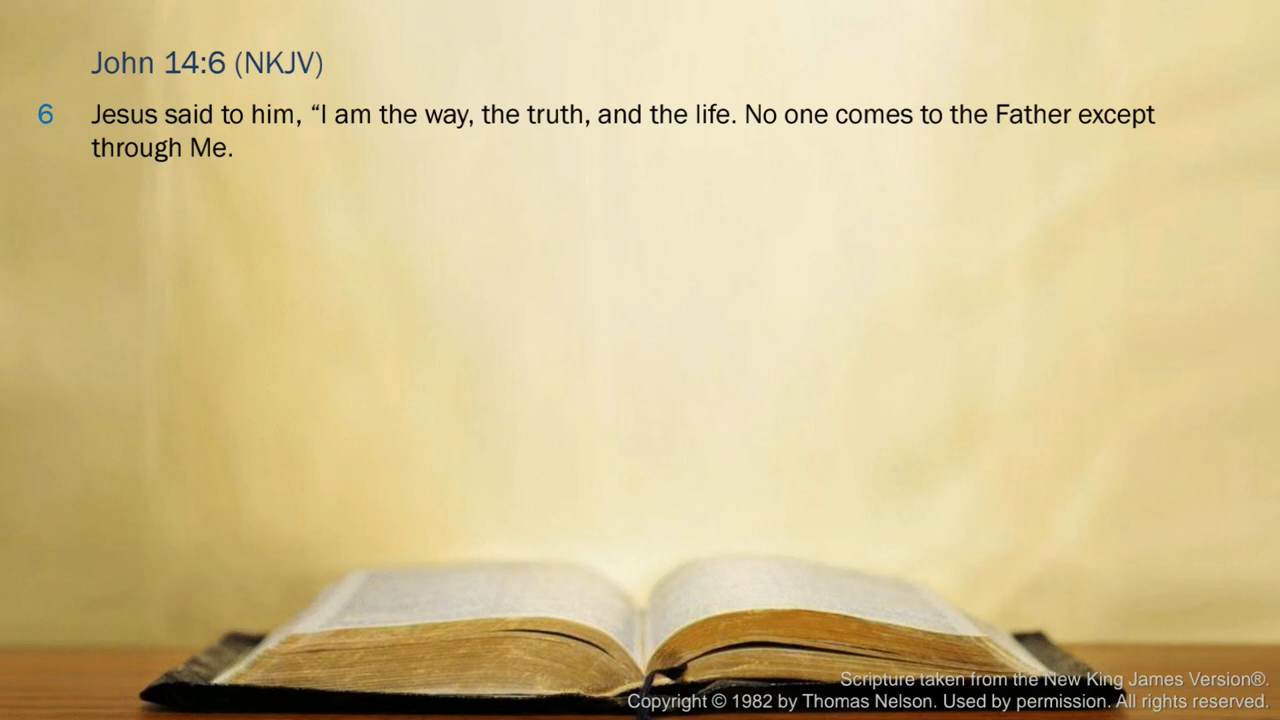 John 14:6 (NKJV)
6 Jesus said to him, “I am the way, the truth, and the life. No one comes to the Father except
through Me.
Scripture taken from the New King James Version®.
Copyright © 1982 by Thomas Nelson. Used by permission. All rights reserved.